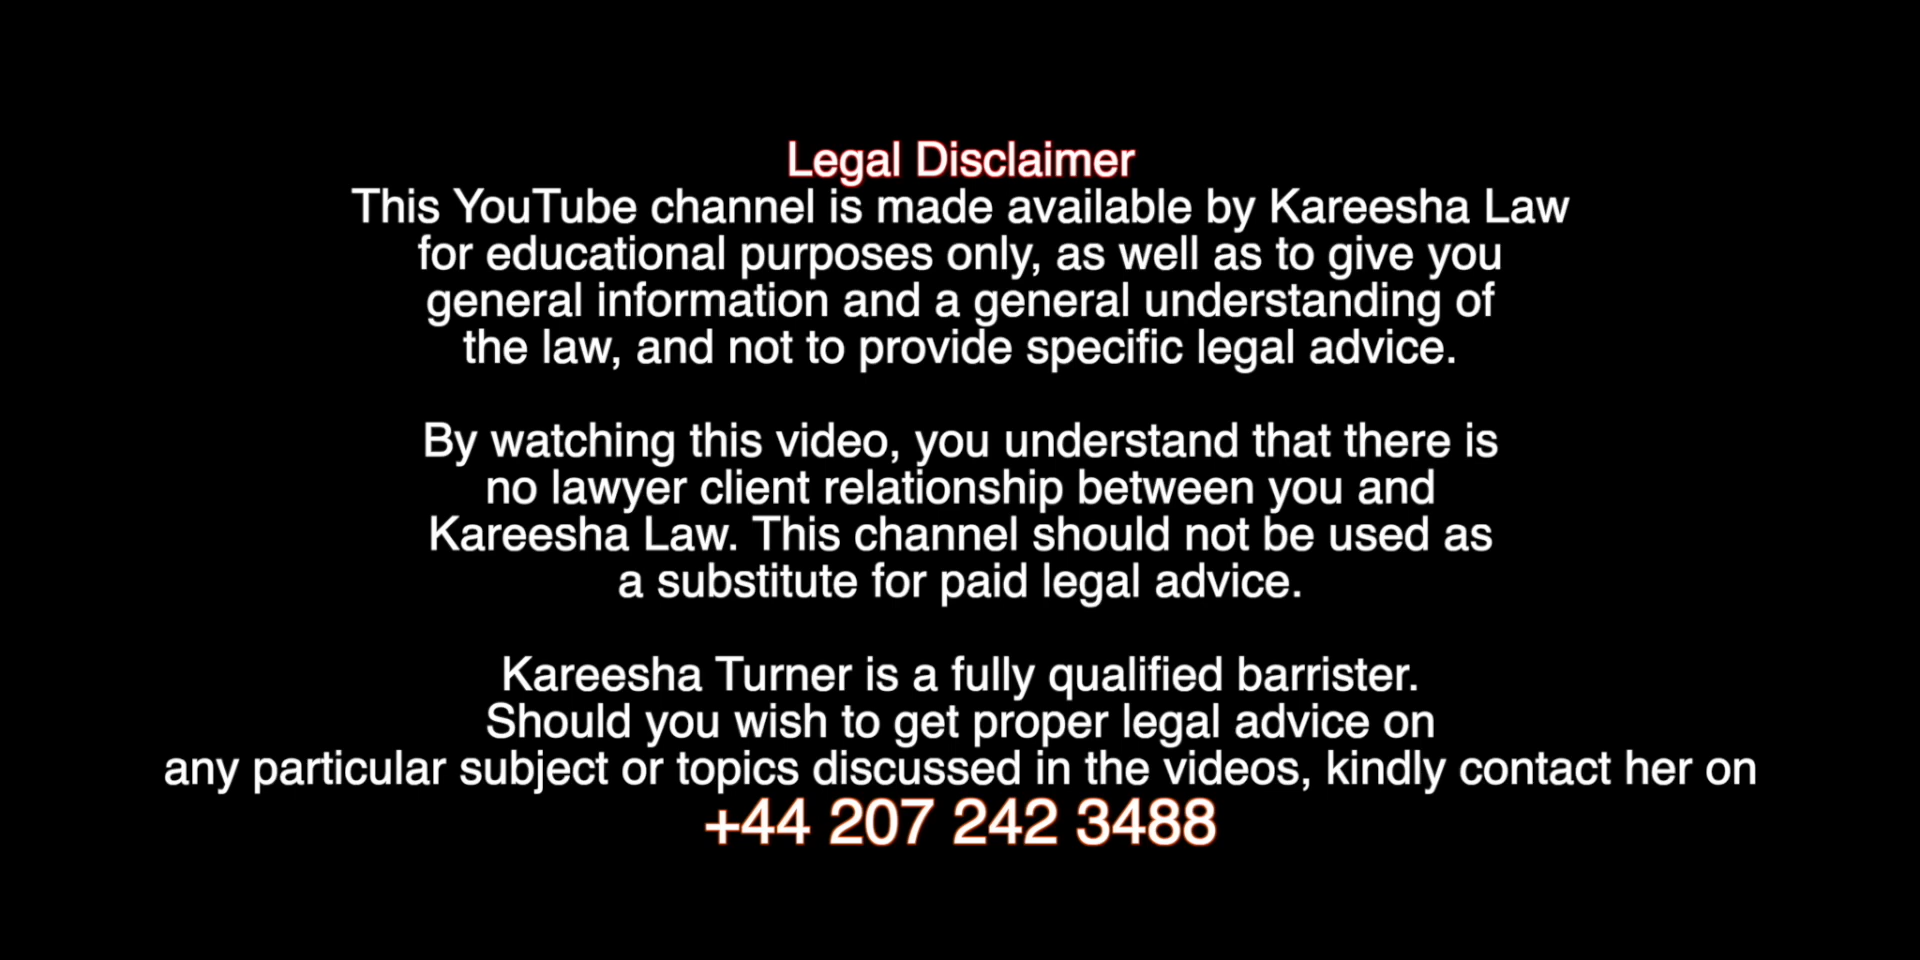 Legal Disclaimer
This YouTube channel is made available by Kareesha Law
for educational purposes only, as well as to give you
general information and a general understanding of
the law, and not to provide specific legal advice.
By watching this video, you understand that there is
no lawyer client relationship between you and
Kareesha Law. This channel should not be used as
a substitute for paid legal advice.
Kareesha Turner is a fully qualified barrister.
Should you wish to get proper legal advice on
any particular subject or topics discussed in the videos, kindly contact her on
+44 207 242 3488